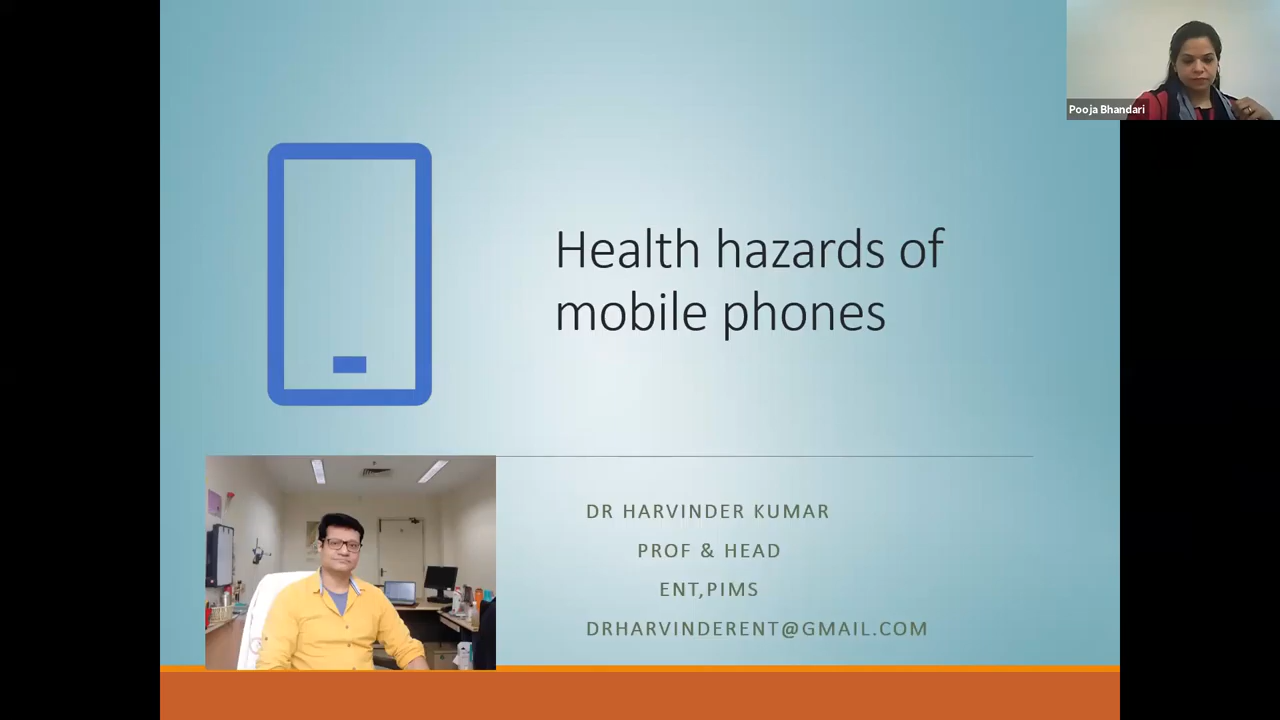 Pooja Bhandari
Health hazards of
mobile phones
DR HARVINDER KUMAR
PROF & HEAD
ENT,PIMS
DRHARVINDERENT@GMAIL.COM